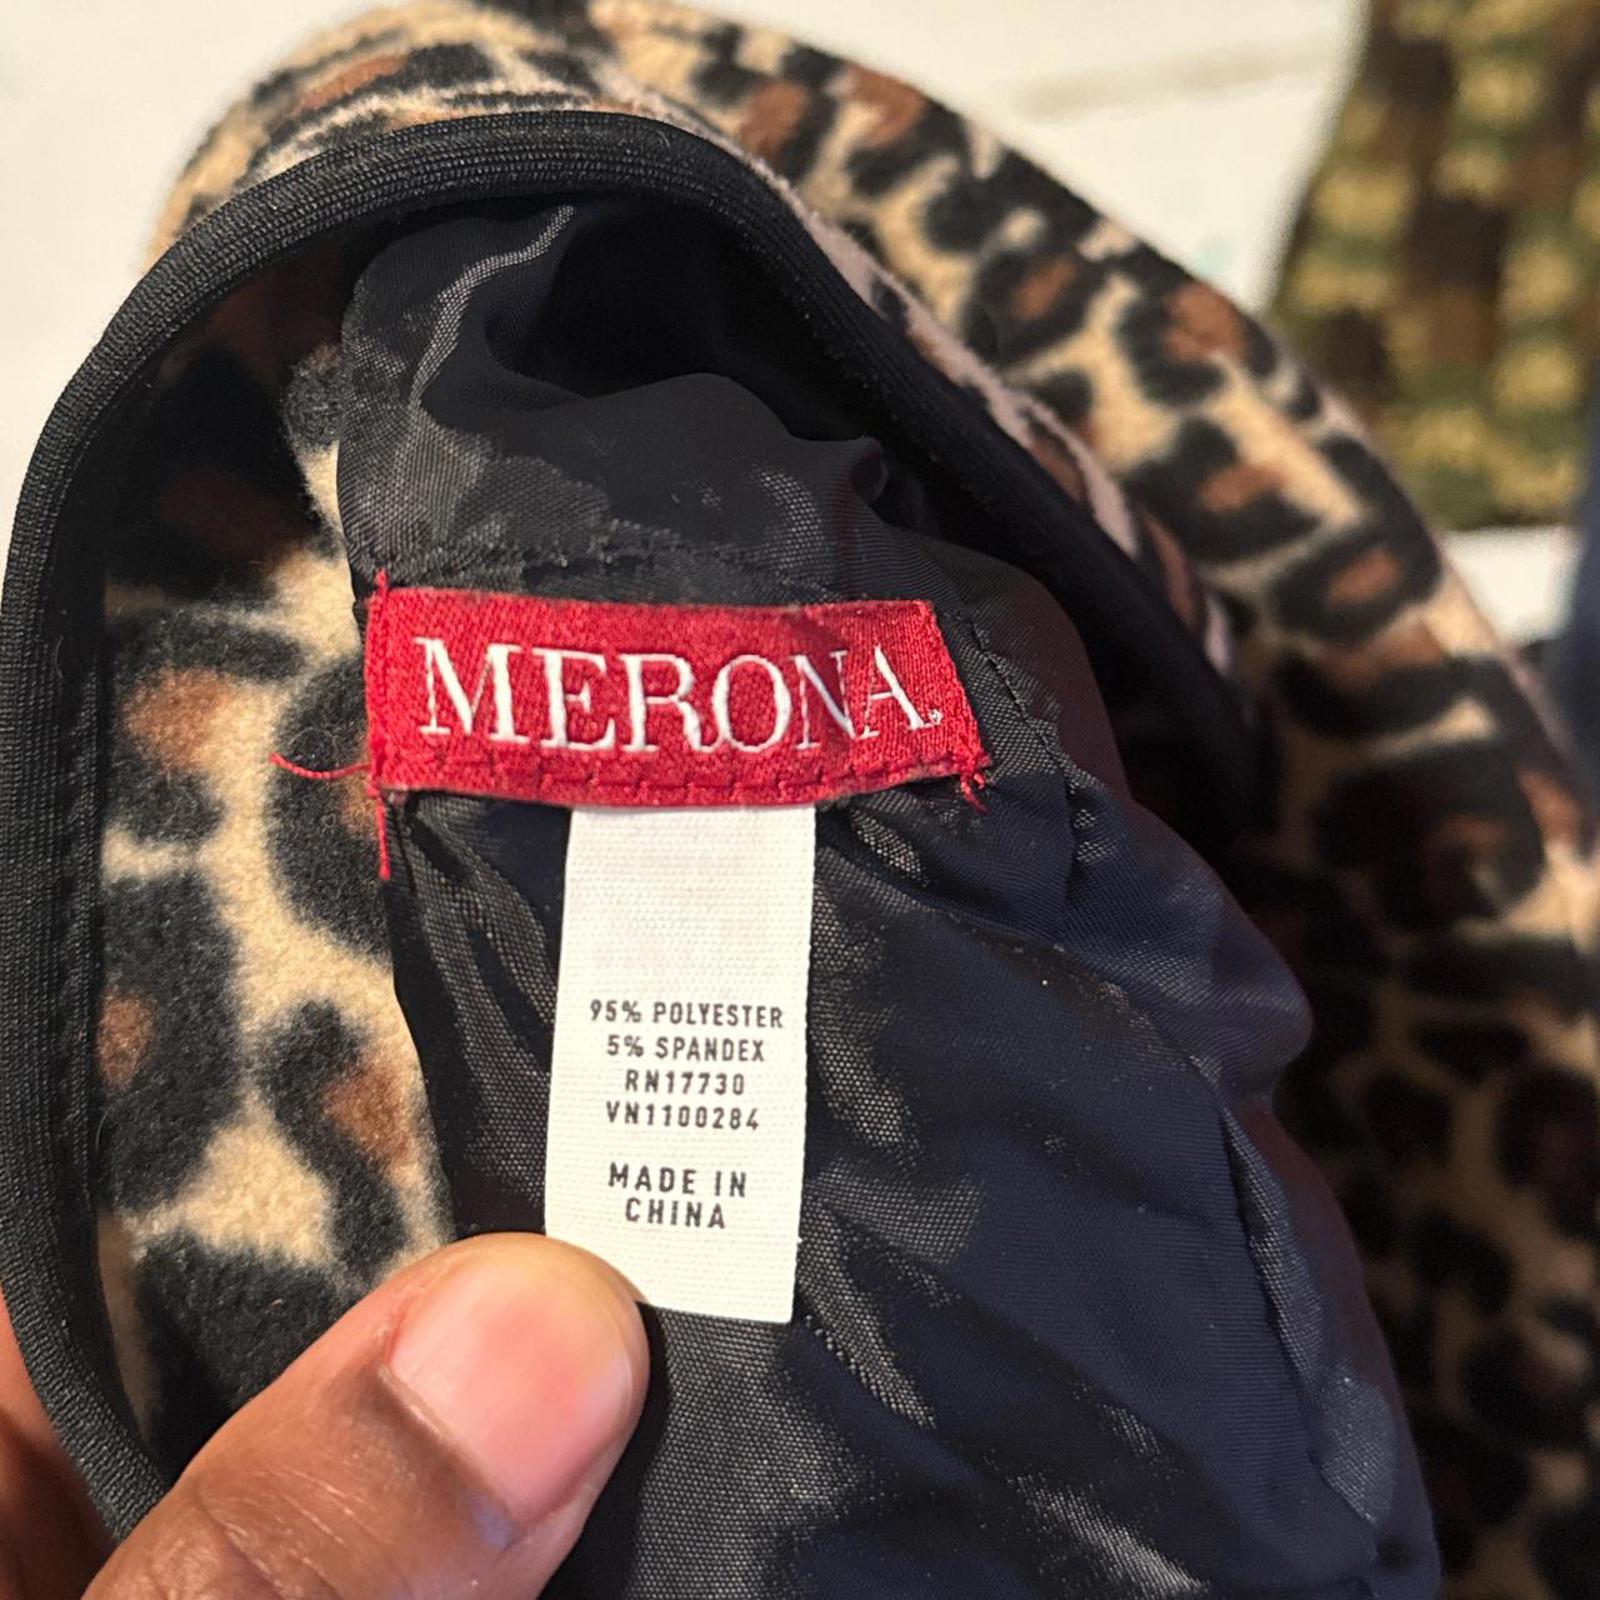 MERONA.
95% POLYESTER
5% SPANDEX
RN17730
VN1100284
MADE IN
CHINA